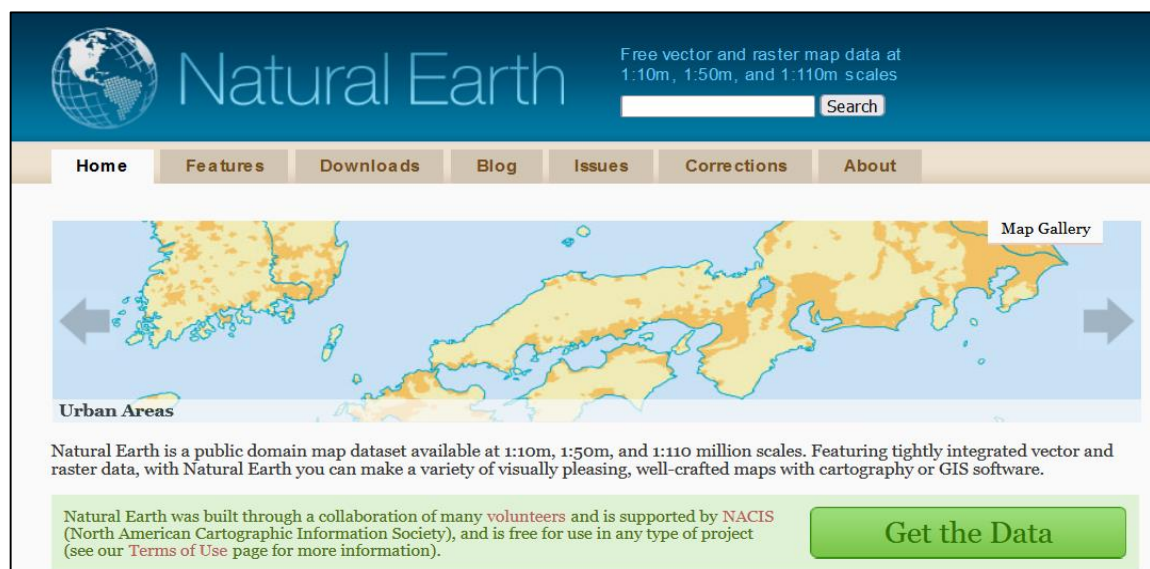 Natural Earth
Free vector and raster map data at
1:10m, 1:50m, and 1:110m scales
Search
Home
Features
Downloads
Blog
Issues
Corrections
About
Map Gallery
Urban Areas
Natural Earth is a public domain map dataset available at 1:10m, 1:50m, and 1:110 million scales. Featuring tightly integrated vector and
raster data, with Natural Earth you can make a variety of visually pleasing, well-crafted maps with cartography or GIS software.
Natural Earth was built through a collaboration of many volunteers and is supported by NACIS
(North American Cartographic Information Society), and is free for use in any type of project
(see our Terms of Use page for more information).
Get the Data